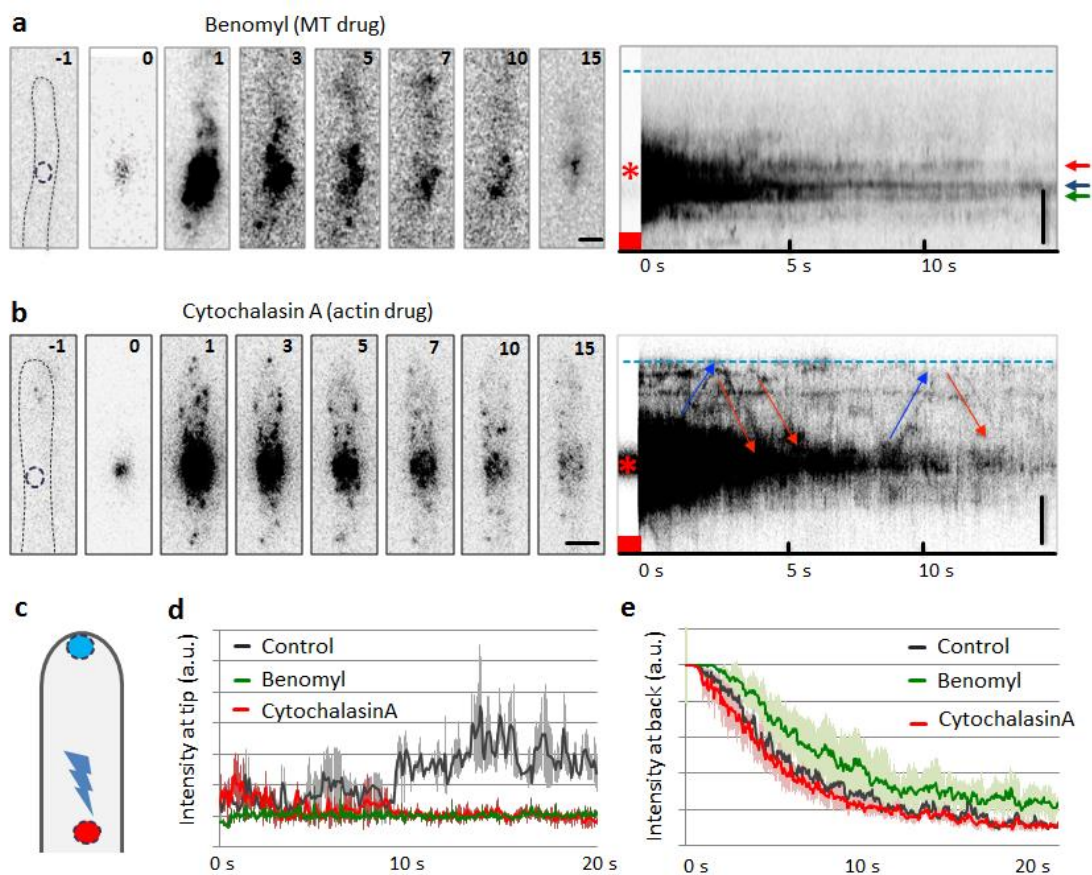 a
Benomyl (MT drug)
-1 0 1 3 5 7 10 15
*
0 s 5 s 10 s
b
Cytochalasin A (actin drug)
-1 0 1 3 5 7 10 15
*
0 s 5 s 10 s
c
d
Intensity at tip (a.u.)
Control
Benomyl
CytochalasinA
0 s 10 s 20 s
e
Intensity at back (a.u.)
Control
Benomyl
CytochalasinA
0 s 10 s 20 s